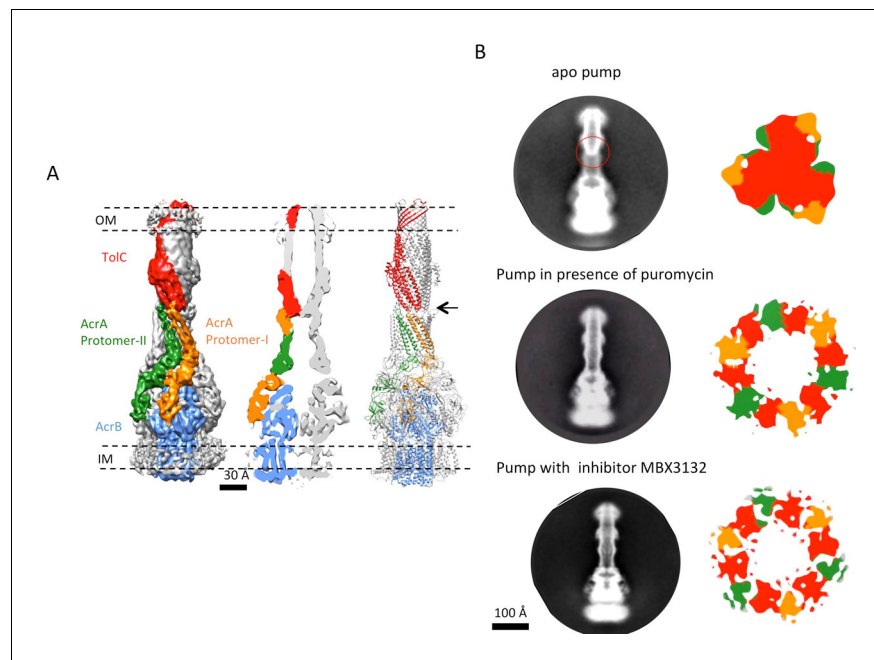 A
OM
TolC
AcrA
Protomer-II
AcrA
Protomer-I
AcrB
IM
30 Å
B
apo pump
Pump in presence of puromycin
Pump with inhibitor MBX3132
100 Å